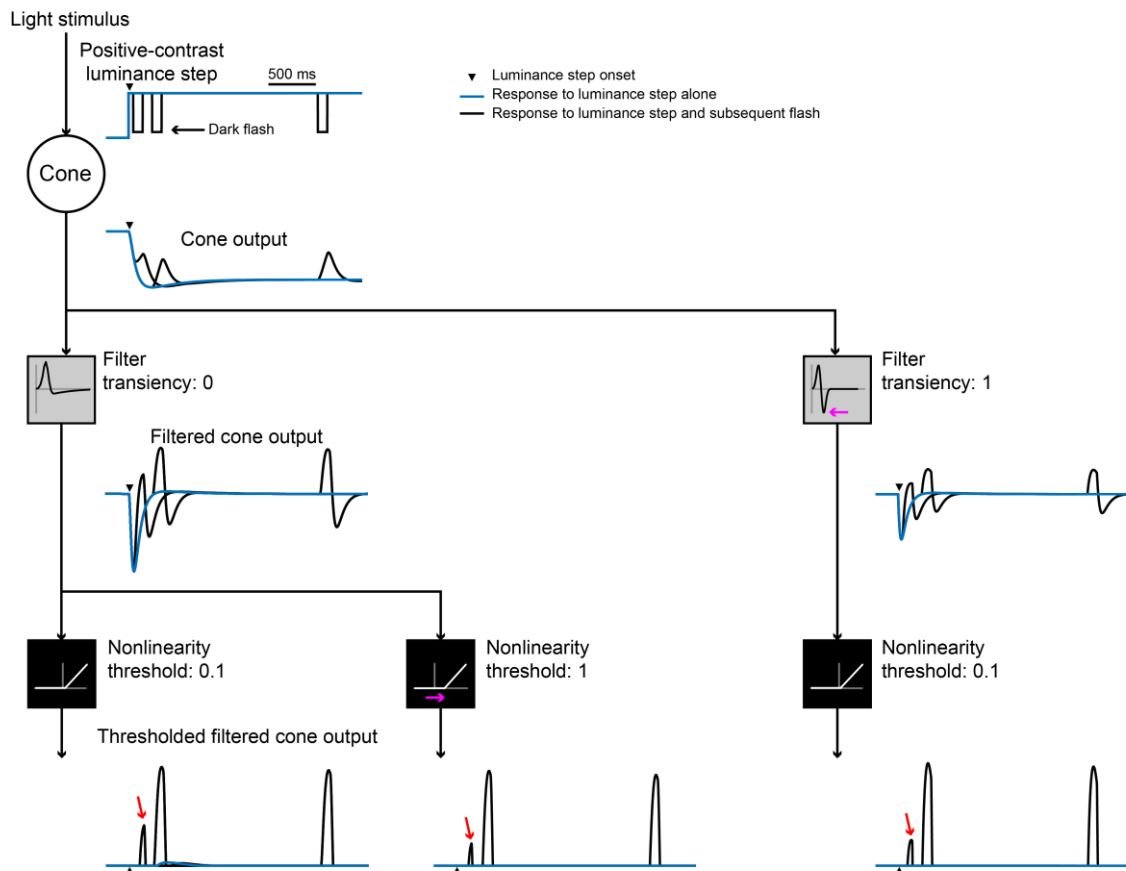 Light stimulus
Positive-contrast
luminance step
500 ms
Dark flash
Luminance step onset
Response to luminance step alone
Response to luminance step and subsequent flash
Cone
Cone output
Filter
transiency: 0
Filter
transiency: 1
Filtered cone output
Nonlinearity
threshold: 0.1
Nonlinearity
threshold: 1
Nonlinearity
threshold: 0.1
Thresholded filtered cone output